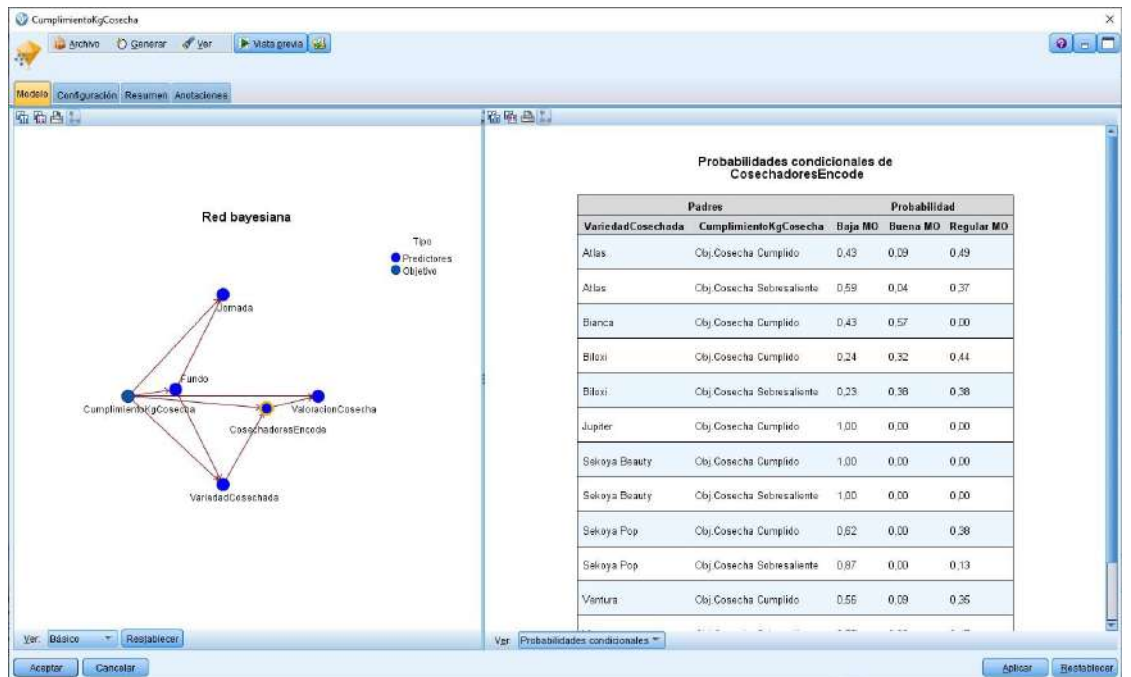 CumplimientoKgCosecha
Archivo Generar Ver Vista previa
Modelo Configuración Resumen Anotaciones
Red bayesiana
Tipo
Predictores
Objetivo
Jornada
Fundo
CumplimientoKgCosecha
ValoracionCosecha
CosechadoresEncode
VariedadCosechada
Ver: Básico Restablecer
Probabilidades condicionales de
CosechadoresEncode
Padres Probabilidad
VariedadCosechada CumplimientoKgCosecha Baja MO Buena MO Regular MO
Atlas Obj.Cosecha Cumplido 0,43 0,09 0,49
Atlas Obj.Cosecha Sobresaliente 0,59 0,04 0,37
Bianca Obj.Cosecha Cumplido 0,43 0,57 0,00
Biloxi Obj.Cosecha Cumplido 0,24 0,32 0,44
Biloxi Obj.Cosecha Sobresaliente 0,23 0,38 0,38
Jupiter Obj.Cosecha Cumplido 1,00 0,00 0,00
Sekoya Beauty Obj.Cosecha Cumplido 1,00 0,00 0,00
Sekoya Beauty Obj.Cosecha Sobresaliente 1,00 0,00 0,00
Sekoya Pop Obj.Cosecha Cumplido 0,62 0,00 0,38
Sekoya Pop Obj.Cosecha Sobresaliente 0,87 0,00 0,13
Ventura Obj.Cosecha Cumplido 0,56 0,09 0,35
Ver Probabilidades condicionales
Aceptar Cancelar Aplicar Restablecer